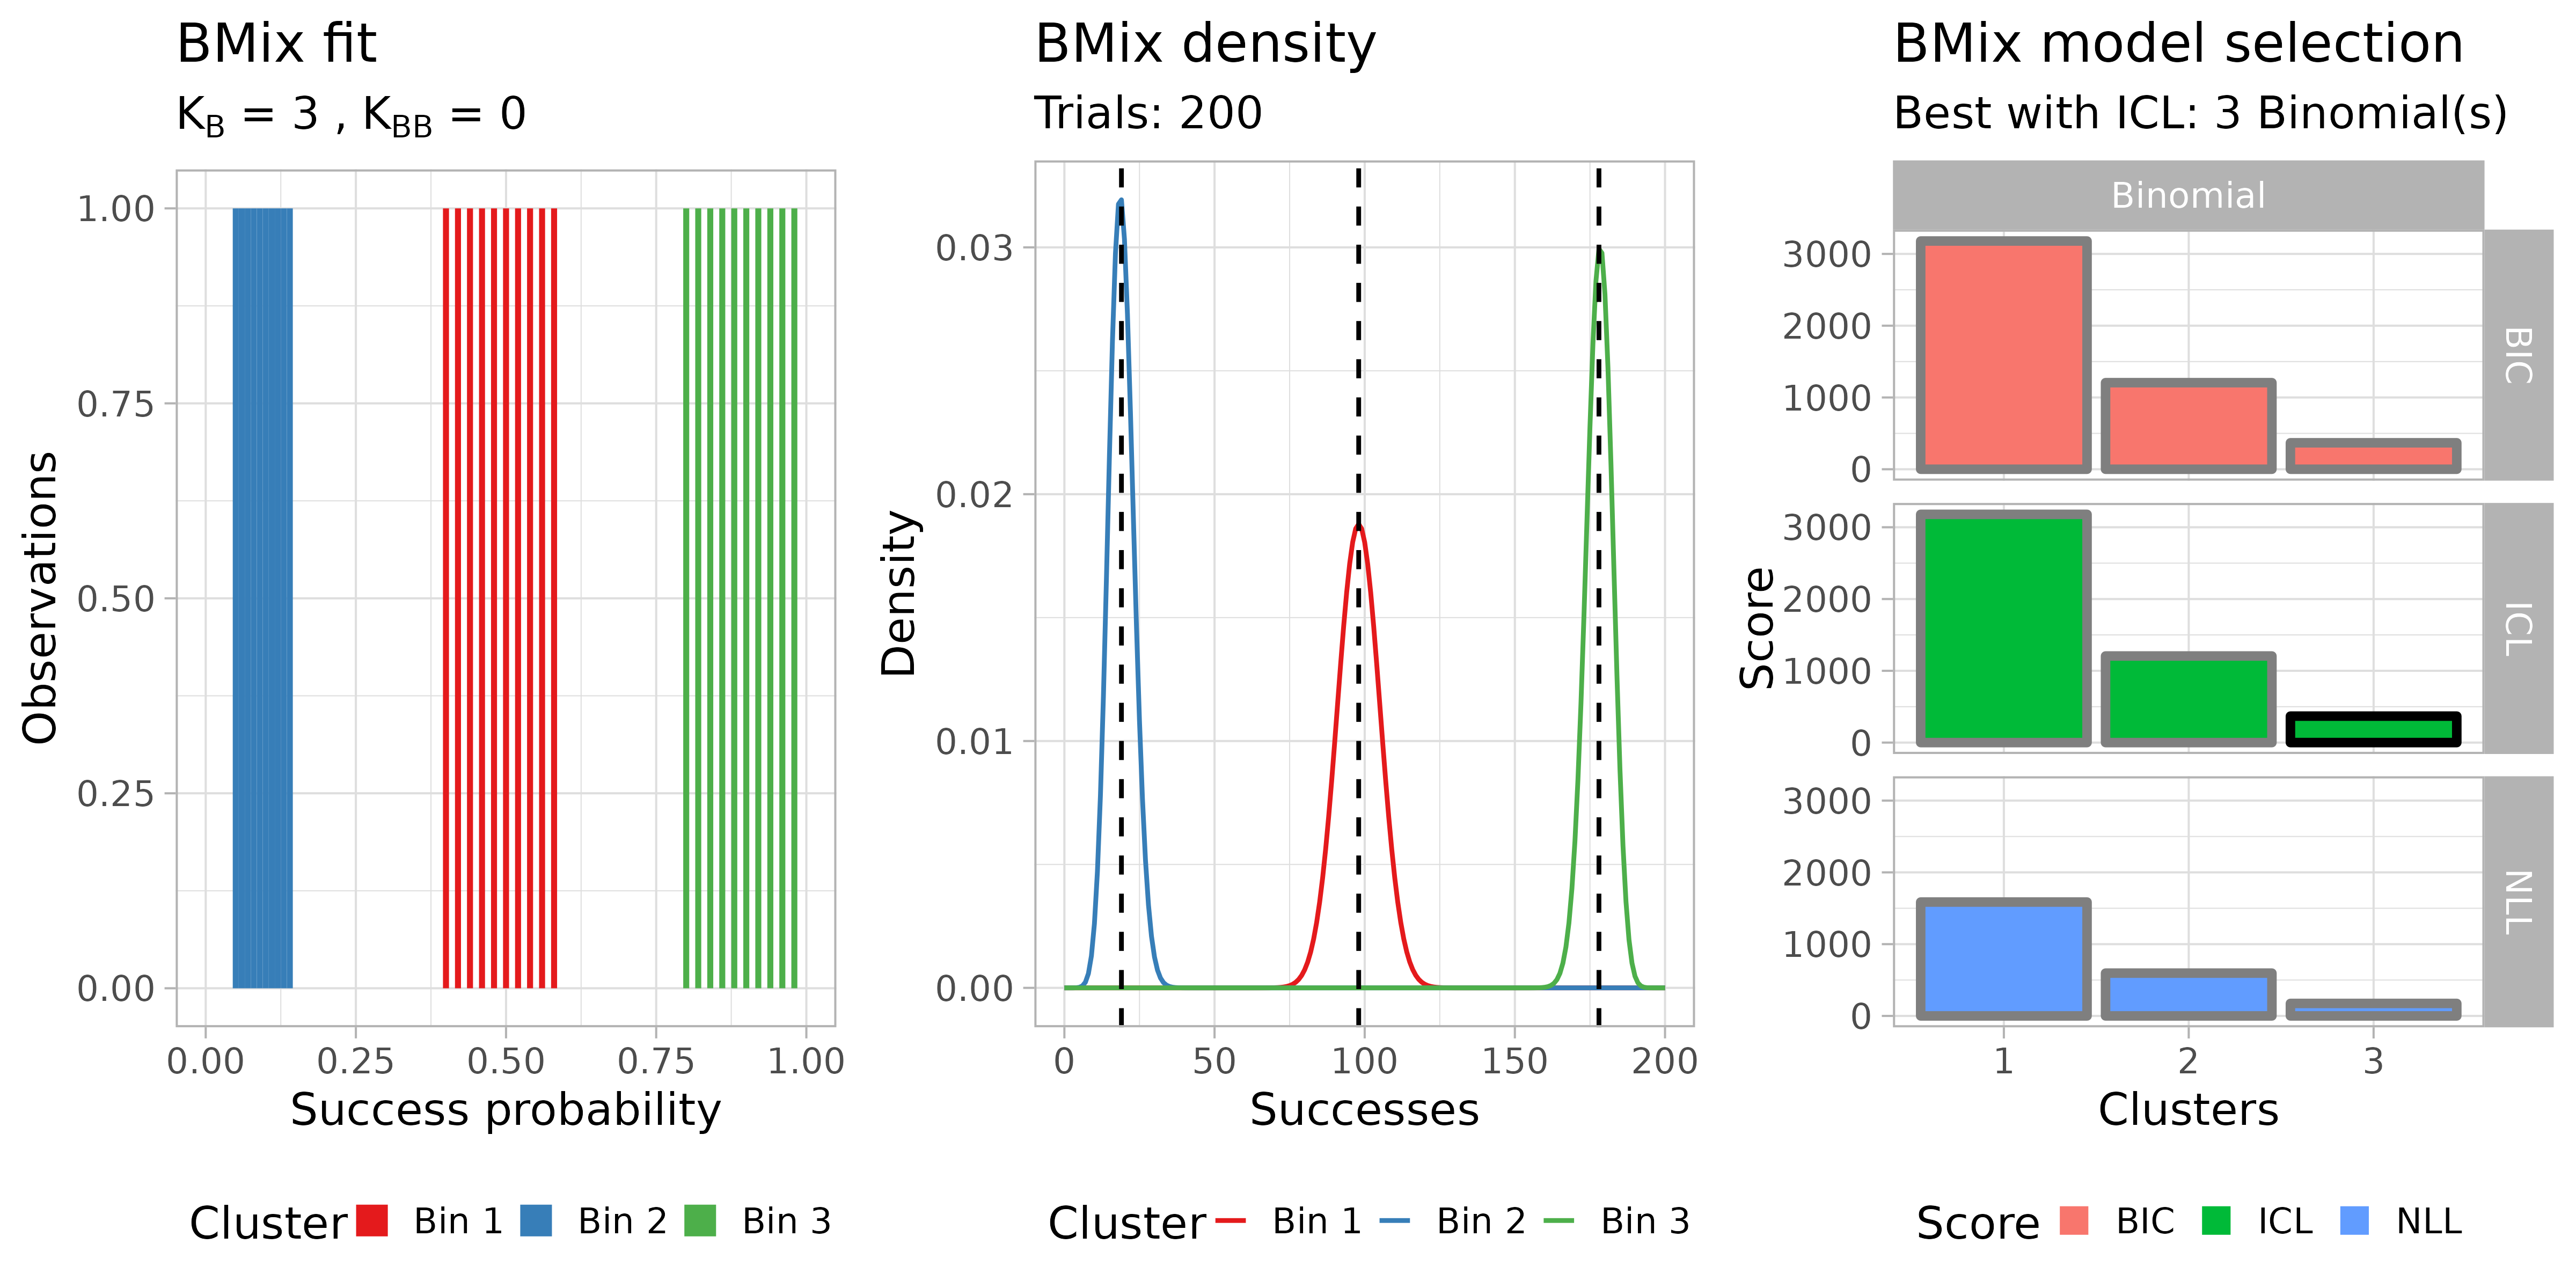 BMix fit
K_B = 3 , K_BB = 0
1.00
0.75
0.50
0.25
0.00
Observations
0.00 0.25 0.50 0.75 1.00
Success probability
Cluster Bin 1 Bin 2 Bin 3
BMix density
Trials: 200
0.03
0.02
0.01
0.00
Density
0 50 100 150 200
Successes
Cluster Bin 1 Bin 2 Bin 3
BMix model selection
Best with ICL: 3 Binomial(s)
Binomial
3000
2000
1000
0
BIC
3000
2000
1000
0
ICL
3000
2000
1000
0
NLL
Score
1 2 3
Clusters
Score BIC ICL NLL